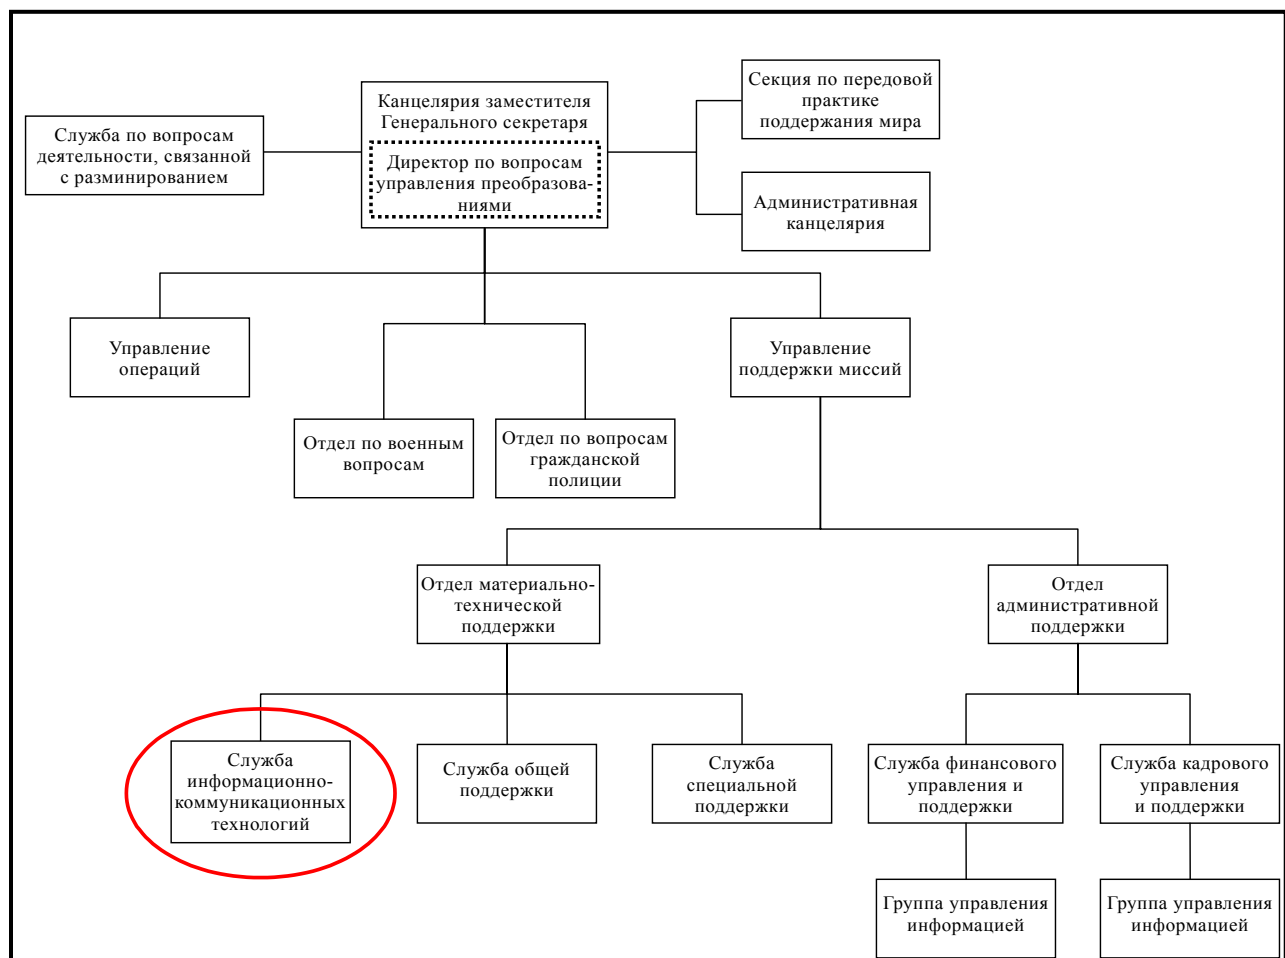 Секция по передовой
практике
поддержания мира
Канцелярия заместителя
Генерального секретаря
Служба по вопросам
деятельности, связанной
с разминированием
Директор по вопросам
управления преобразова-
ниями
Административная
канцелярия
Управление
операций
Управление
поддержки миссий
Отдел по военным
вопросам
Отдел по вопросам
гражданской
полиции
Отдел материально-
технической
поддержки
Отдел
административной
поддержки
Служба
информационно-
коммуникационных
технологий
Служба общей
поддержки
Служба
специальной
поддержки
Служба финансового
управления и
поддержки
Служба кадрового
управления
и поддержки
Группа управления
информацией
Группа управления
информацией